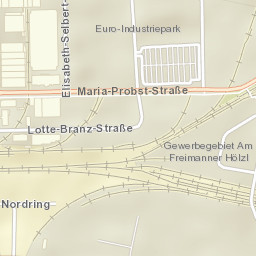 Euro-Industriepark
Elisabeth-Selbert-
Maria-Probst-Straße
Lotte-Branz-Straße
Gewerbegebiet Am
Freimanner Hölzl
Nordring